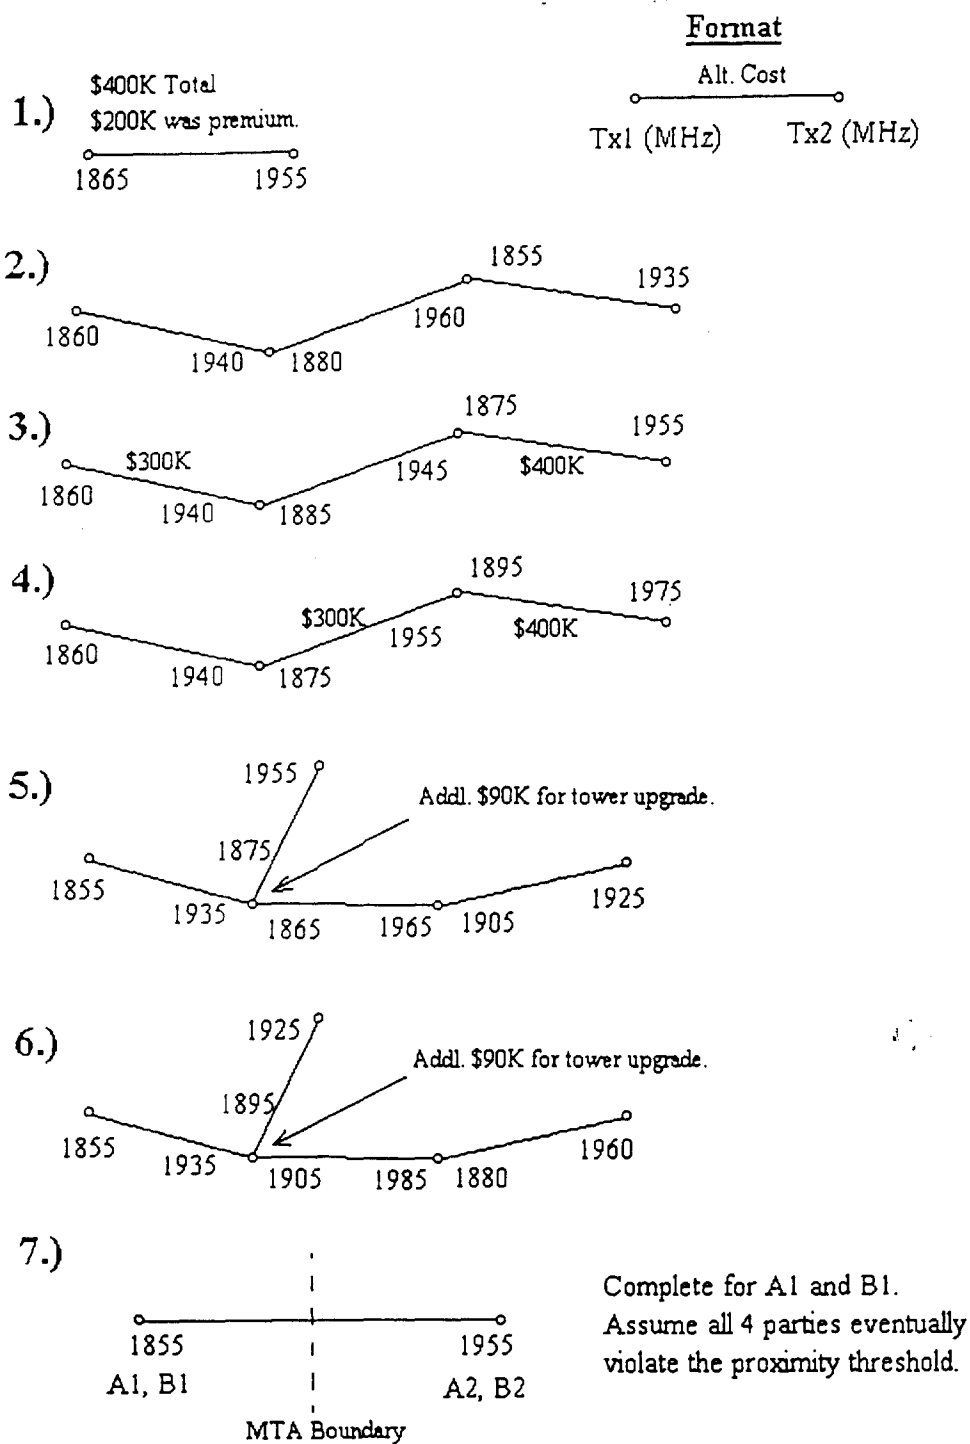 Format
Alt. Cost
Tx1 (MHz) Tx2 (MHz)
1.)
$400K Total
$200K was premium.
1865 1955
2.)
1855
1935
1860
1960
1940 1880
3.)
1875
1955
$300K
1945
$400K
1860
1940 1885
4.)
1895
1975
$300K
1955
$400K
1860
1940 1875
5.)
1955
Addl. $90K for tower upgrade.
1875
1855
1935 1865 1965 1905 1925
6.)
1925
Addl. $90K for tower upgrade.
1895
1855
1935 1905 1985 1880 1960
7.)
1855 1955
A1, B1 A2, B2
MTA Boundary
Complete for A1 and B1.
Assume all 4 parties eventually
violate the proximity threshold.